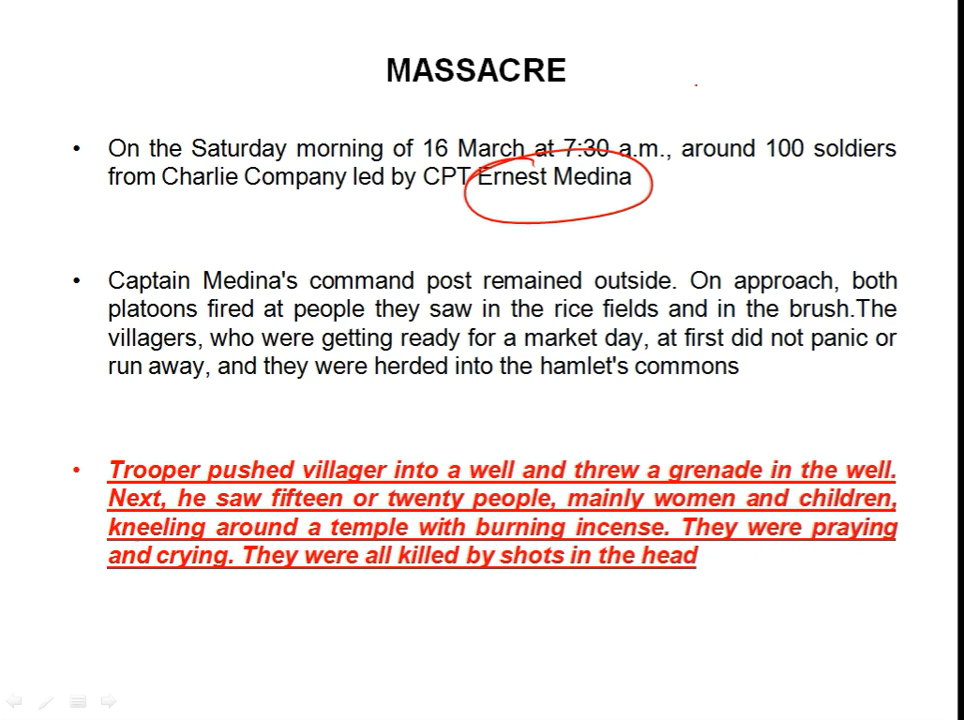 MASSACRE
• On the Saturday morning of 16 March at 7:30 a.m., around 100 soldiers
from Charlie Company led by CPT Ernest Medina
• Captain Medina's command post remained outside. On approach, both
platoons fired at people they saw in the rice fields and in the brush.The
villagers, who were getting ready for a market day, at first did not panic or
run away, and they were herded into the hamlet's commons
• Trooper pushed villager into a well and threw a grenade in the well.
Next, he saw fifteen or twenty people, mainly women and children,
kneeling around a temple with burning incense. They were praying
and crying. They were all killed by shots in the head